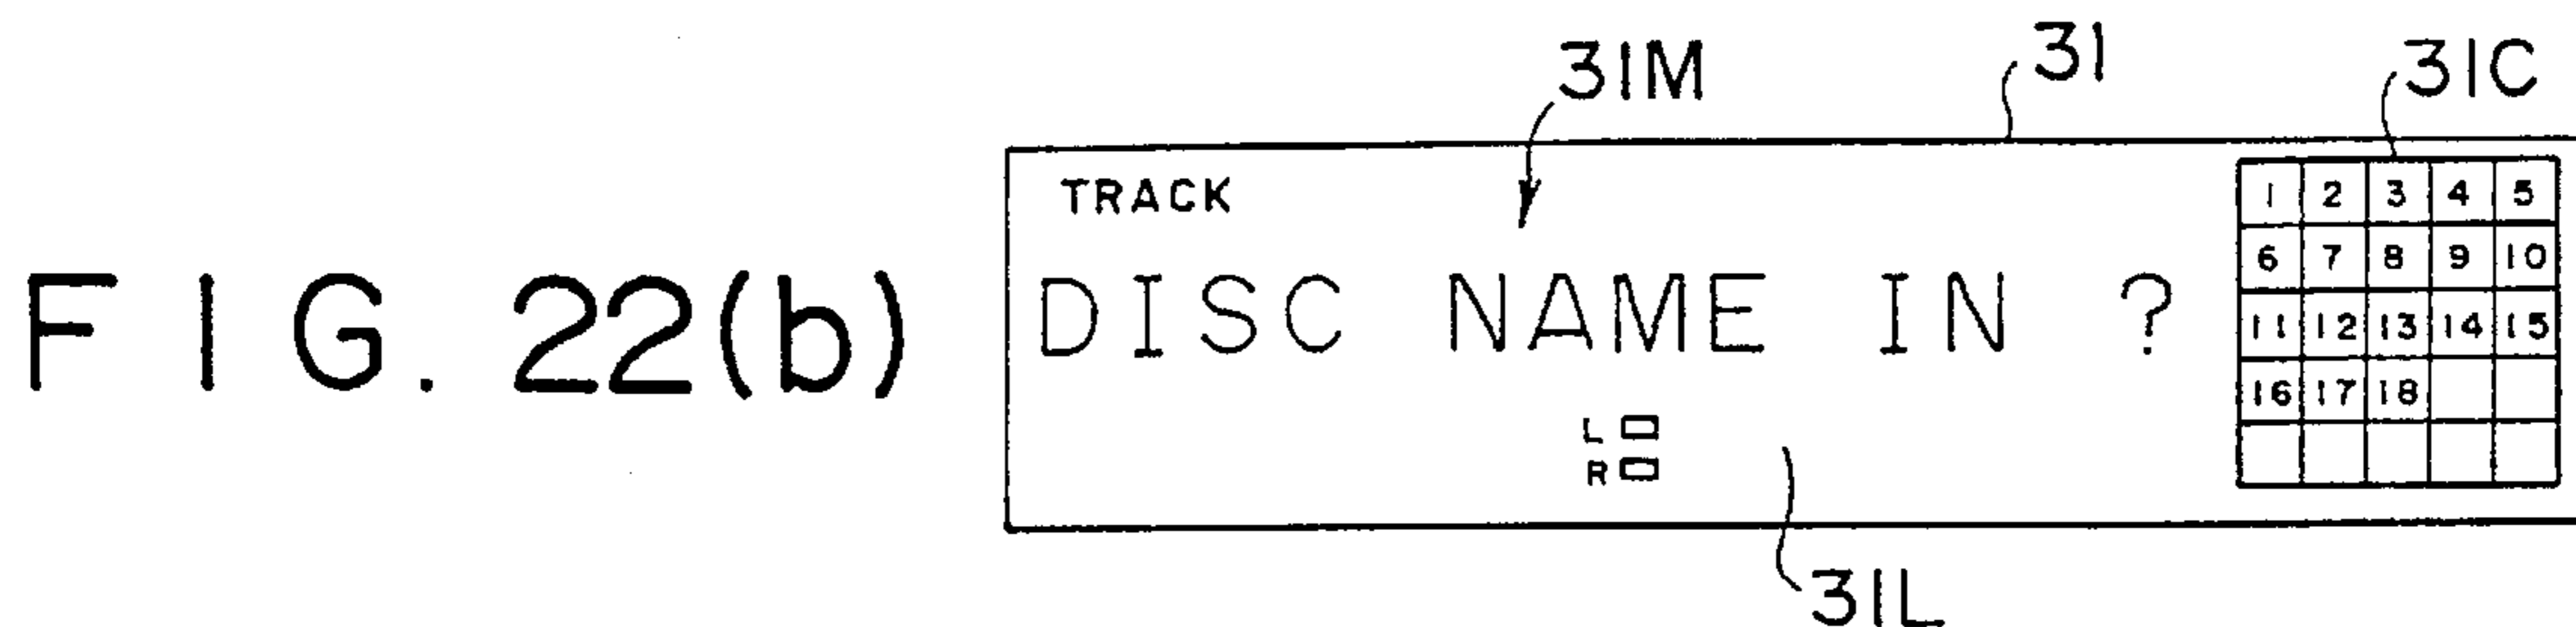 31M 31 31C
TRACK
1 2 3 4 5
6 7 8 9 10
FIG. 22(b) DISC NAME IN ?
11 12 13 14 15
16 17 18
L
R
31L